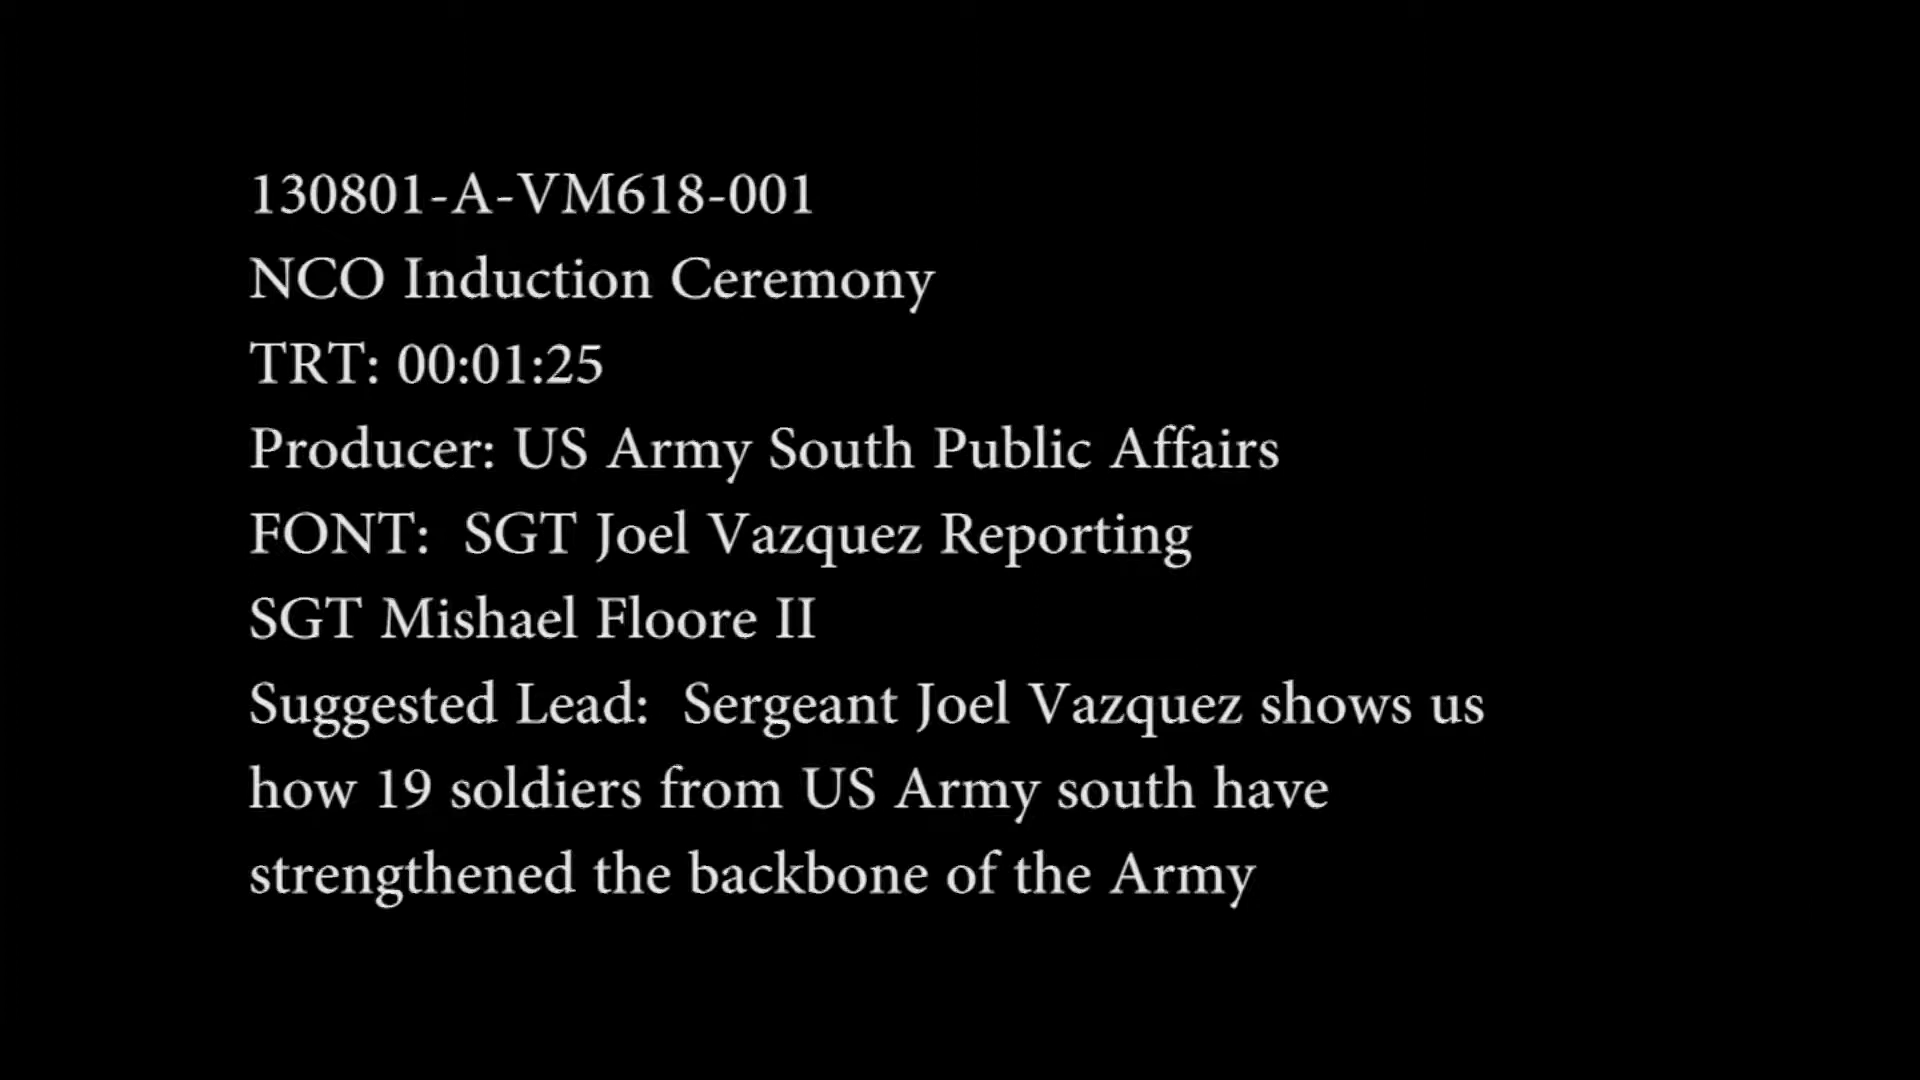 130801-A-VM618-001
NCO Induction Ceremony
TRT: 00:01:25
Producer: US Army South Public Affairs
FONT:  SGT Joel Vazquez Reporting
SGT Mishael Floore II
Suggested Lead:  Sergeant Joel Vazquez shows us
how 19 soldiers from US Army south have
strengthened the backbone of the Army